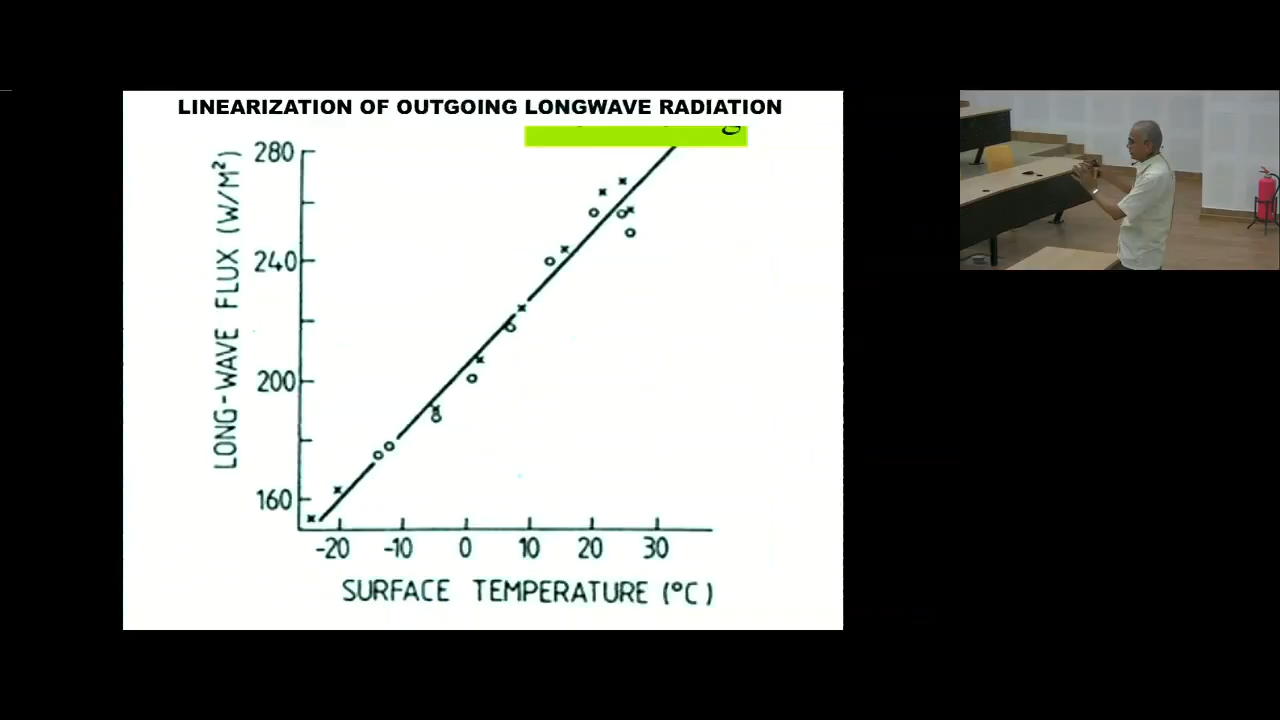 LINEARIZATION OF OUTGOING LONGWAVE RADIATION
LONG-WAVE FLUX (W/M²)
280
240
200
160
-20 -10 0 10 20 30
SURFACE TEMPERATURE (°C)